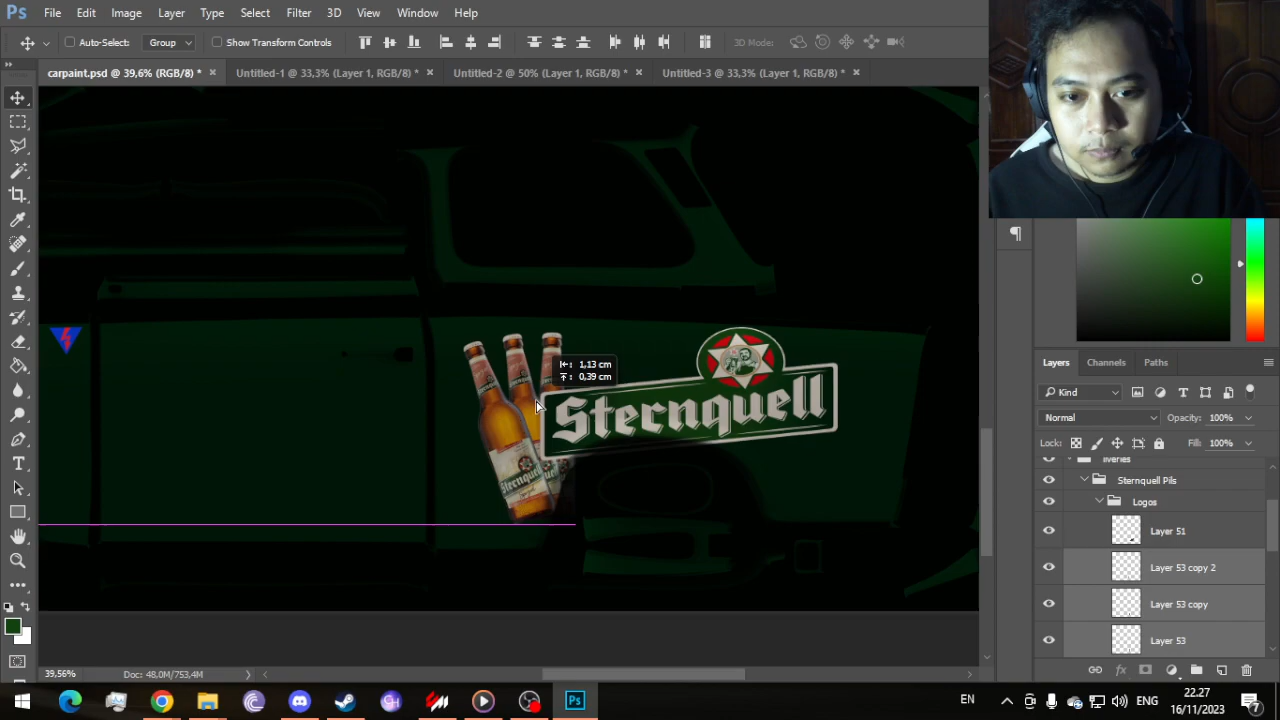 Ps File Edit Image Layer Type Select Filter 3D View Window Help
Auto-Select: Group Show Transform Controls 3D Mode:
carpaint.psd @ 39,6% (RGB/8) * Untitled-1 @ 33,3% (Layer 1, RGB/8) * Untitled-2 @ 50% (Layer 1, RGB/8) * Untitled-3 @ 33,3% (Layer 1, RGB/8) *
1,13 cm
0,39 cm
Sternquell
Sternquell
Layers Channels Paths
Kind
Normal Opacity: 100%
Lock: Fill: 100%
liveries
Sternquell Pils
Logos
Layer 51
Layer 53 copy 2
Layer 53 copy
Layer 53
39,56% Doc: 48,0M/753,4M
EN ENG 22.27
16/11/2023 7